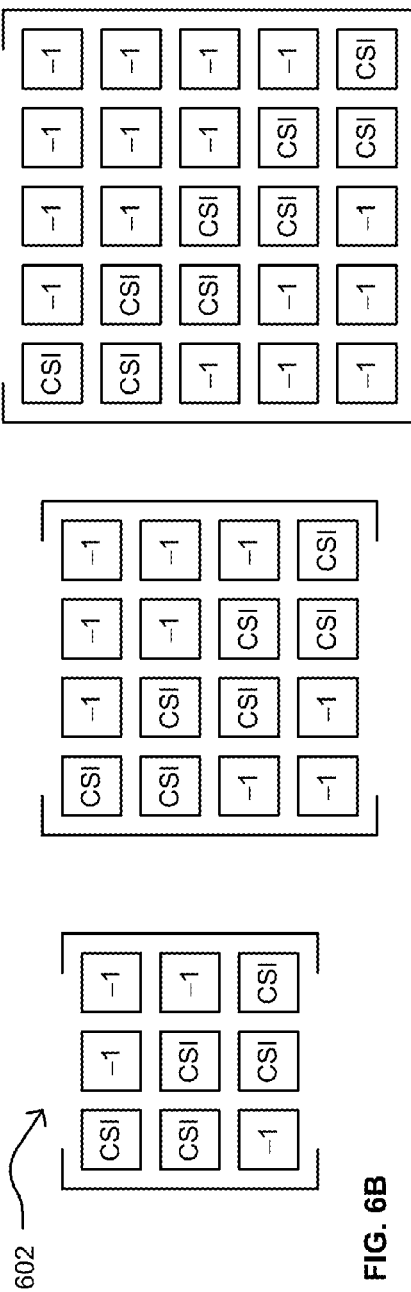 602
CSI –1 –1
CSI CSI –1
–1 CSI CSI
CSI –1 –1 –1
CSI CSI –1 –1
–1 CSI CSI –1
–1 –1 CSI CSI
CSI –1 –1 –1 –1
CSI CSI –1 –1 –1
–1 CSI CSI –1 –1
–1 –1 CSI CSI –1
–1 –1 –1 CSI CSI
FIG. 6B